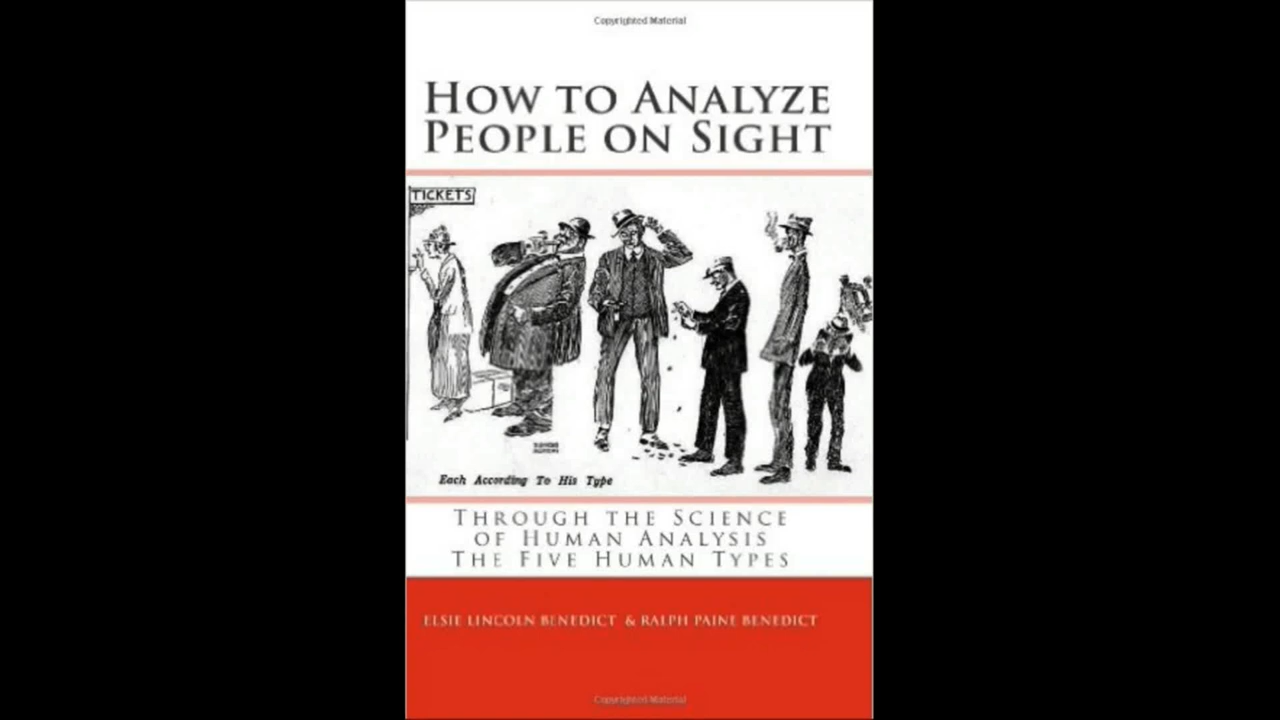 Copyrighted Material
HOW TO ANALYZE
PEOPLE ON SIGHT
TICKETS
Each According To His Type
THROUGH THE SCIENCE
OF HUMAN ANALYSIS
THE FIVE HUMAN TYPES
ELSIE LINCOLN BENEDICT & RALPH PAINE BENEDICT
Copyrighted Material